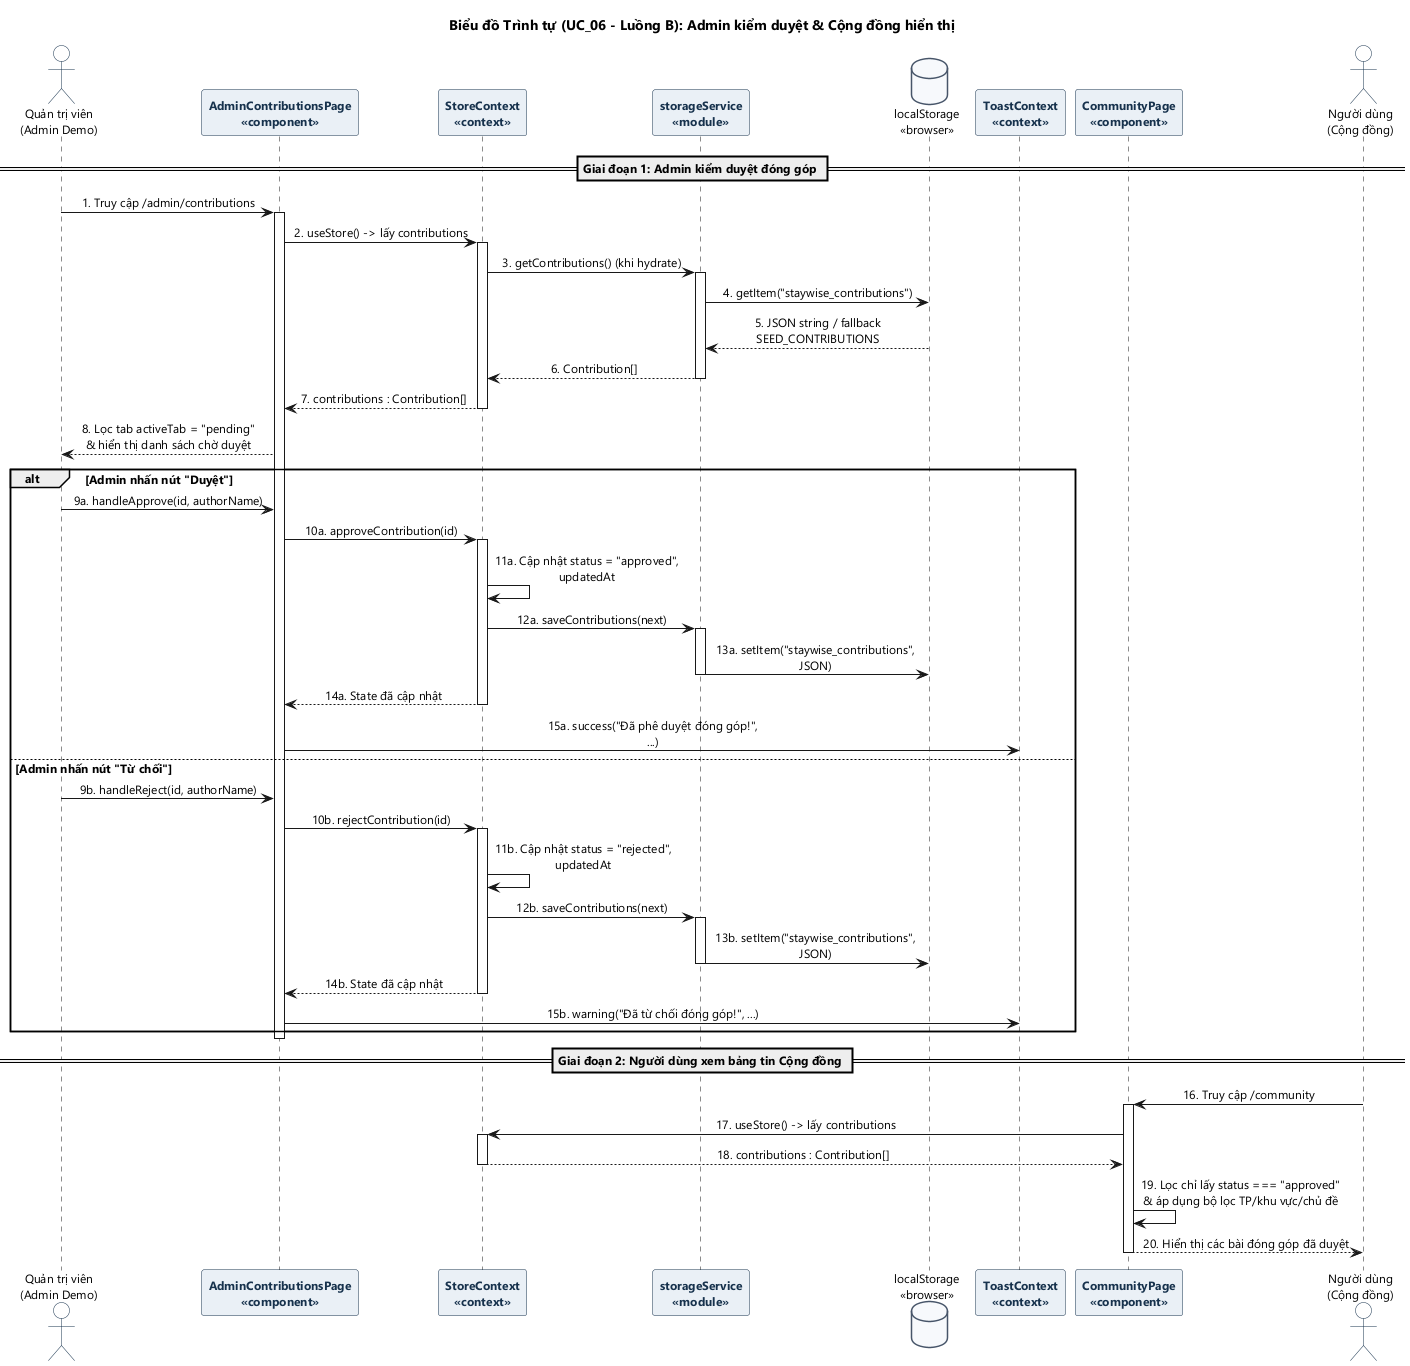 Biểu đồ Trình tự (UC_06 - Luồng B): Admin kiểm duyệt & Cộng đồng hiển thị
Quản trị viên
(Admin Demo)
AdminContributionsPage
«component»
StoreContext
«context»
storageService
«module»
localStorage
«browser»
ToastContext
«context»
CommunityPage
«component»
Người dùng
(Cộng đồng)
Giai đoạn 1: Admin kiểm duyệt đóng góp
1. Truy cập /admin/contributions
2. useStore() -> lấy contributions
3. getContributions() (khi hydrate)
4. getItem("staywise_contributions")
5. JSON string / fallback
SEED_CONTRIBUTIONS
6. Contribution[]
7. contributions : Contribution[]
8. Lọc tab activeTab = "pending"
& hiển thị danh sách chờ duyệt
alt
[Admin nhấn nút "Duyệt"]
9a. handleApprove(id, authorName)
10a. approveContribution(id)
11a. Cập nhật status = "approved",
updatedAt
12a. saveContributions(next)
13a. setItem("staywise_contributions",
JSON)
14a. State đã cập nhật
15a. success("Đã phê duyệt đóng góp!",
...)
[Admin nhấn nút "Từ chối"]
9b. handleReject(id, authorName)
10b. rejectContribution(id)
11b. Cập nhật status = "rejected",
updatedAt
12b. saveContributions(next)
13b. setItem("staywise_contributions",
JSON)
14b. State đã cập nhật
15b. warning("Đã từ chối đóng góp!", ...)
Giai đoạn 2: Người dùng xem bảng tin Cộng đồng
16. Truy cập /community
17. useStore() -> lấy contributions
18. contributions : Contribution[]
19. Lọc chỉ lấy status === "approved"
& áp dụng bộ lọc TP/khu vực/chủ đề
20. Hiển thị các bài đóng góp đã duyệt
Quản trị viên
(Admin Demo)
AdminContributionsPage
«component»
StoreContext
«context»
storageService
«module»
localStorage
«browser»
ToastContext
«context»
CommunityPage
«component»
Người dùng
(Cộng đồng)